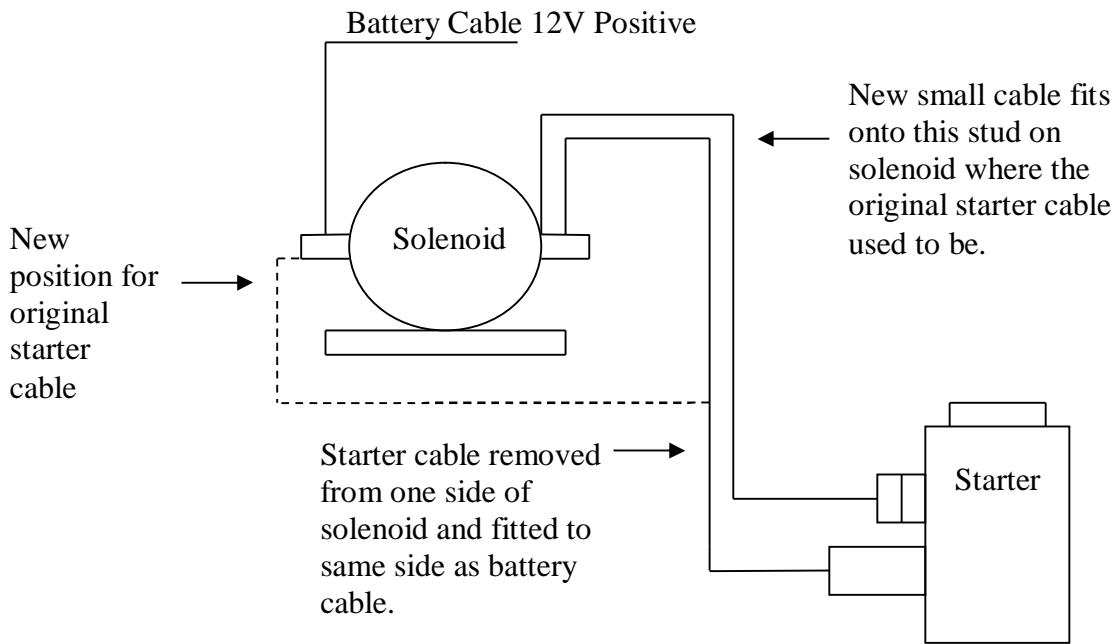 Battery Cable 12V Positive
New small cable fits
onto this stud on
solenoid where the
original starter cable
used to be.
Solenoid
New
position for
original
starter
cable
Starter cable removed
from one side of
solenoid and fitted to
same side as battery
cable.
Starter